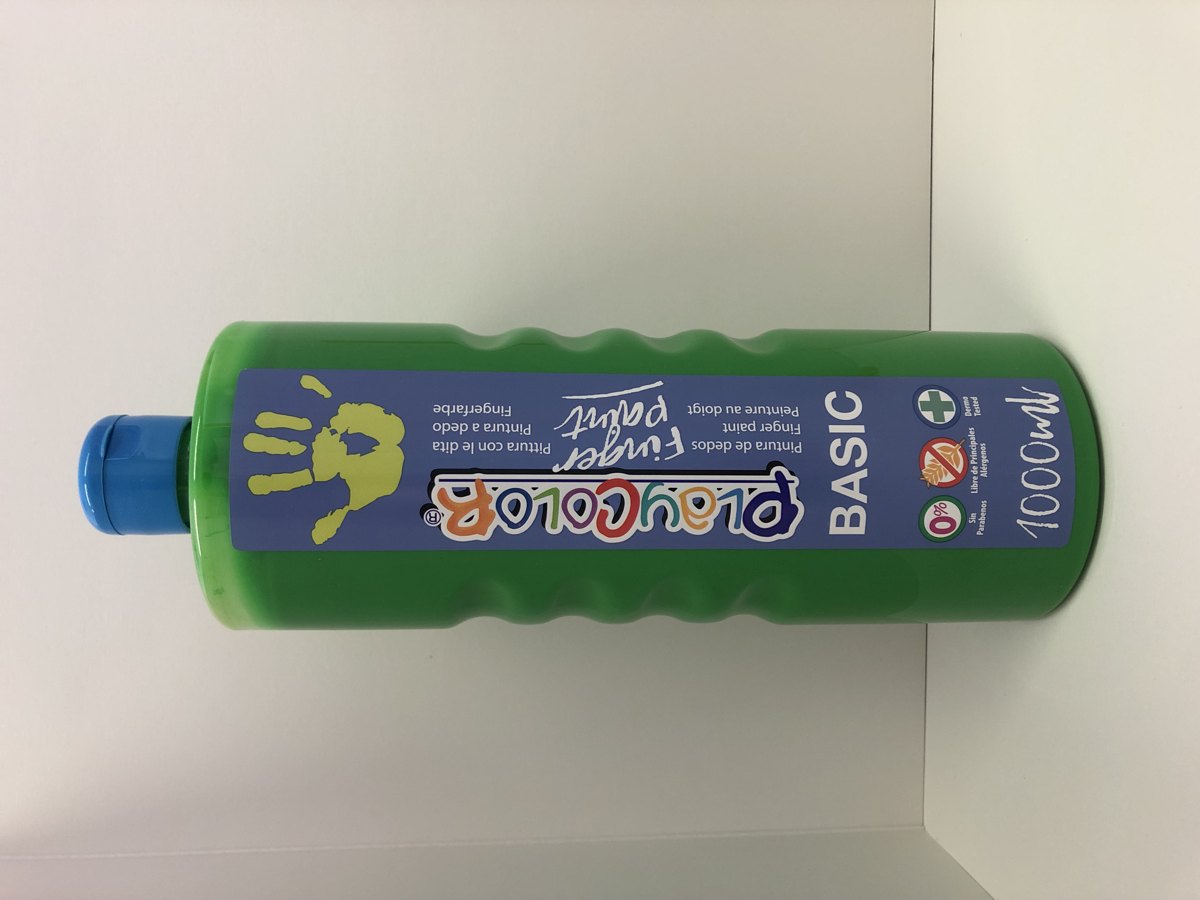 PLAYCOLOR®
Finger
paint
Pintura de dedos
Finger paint
Peinture au doigt
Pittura con le dita
Pintura a dedo
Fingerfarbe
BASIC
0%
Sin
Parabenos
Libre de Principales
Alérgenos
Dermo
Tested
1000ml